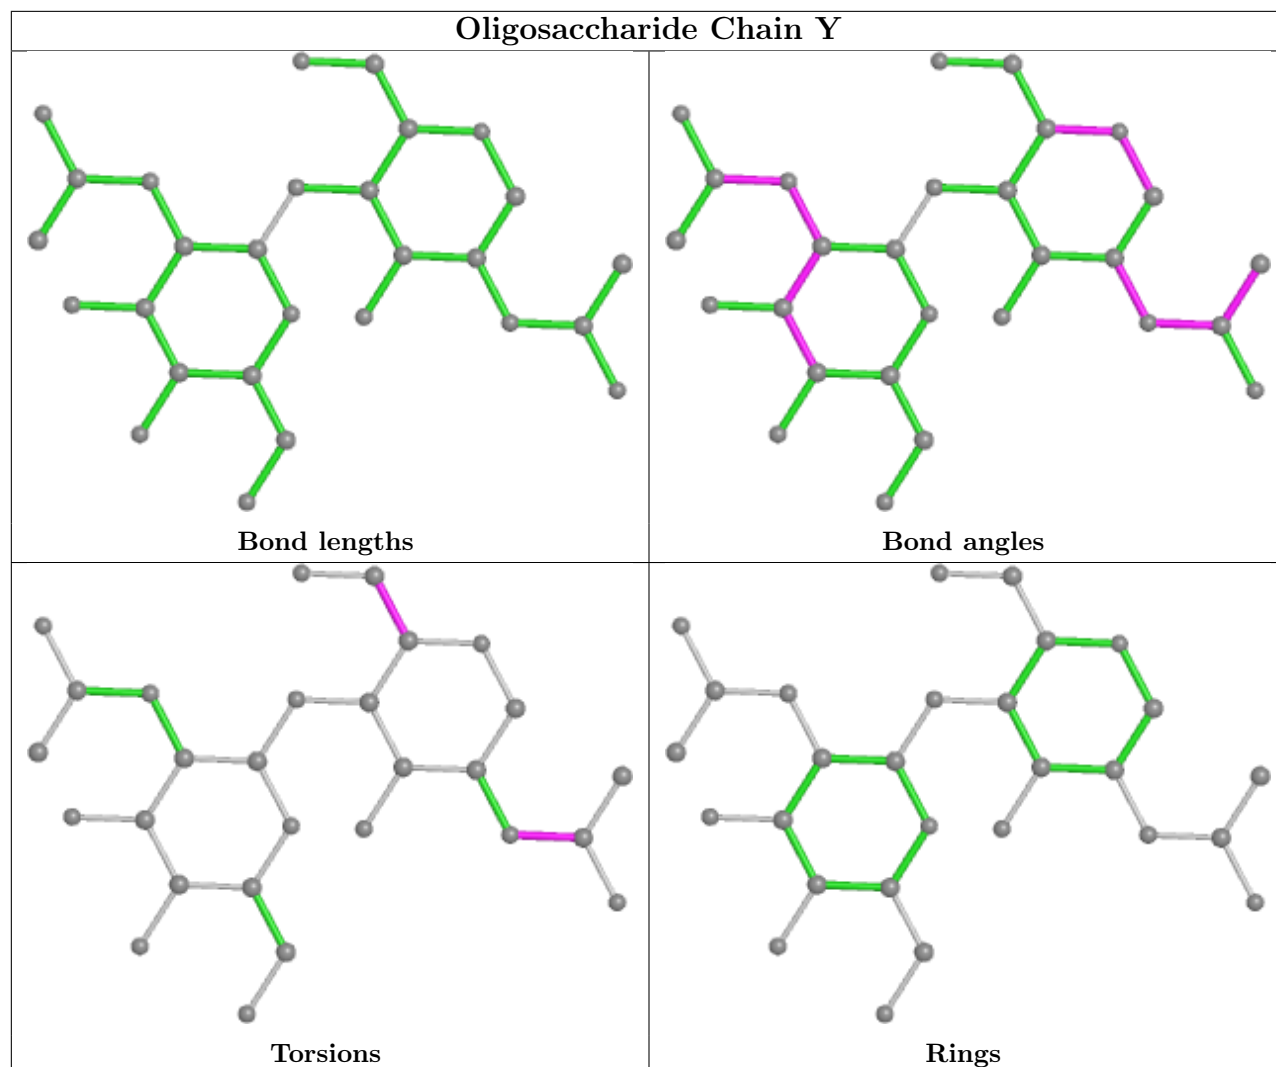 Oligosaccharide Chain Y
Bond lengths
Bond angles
Torsions
Rings